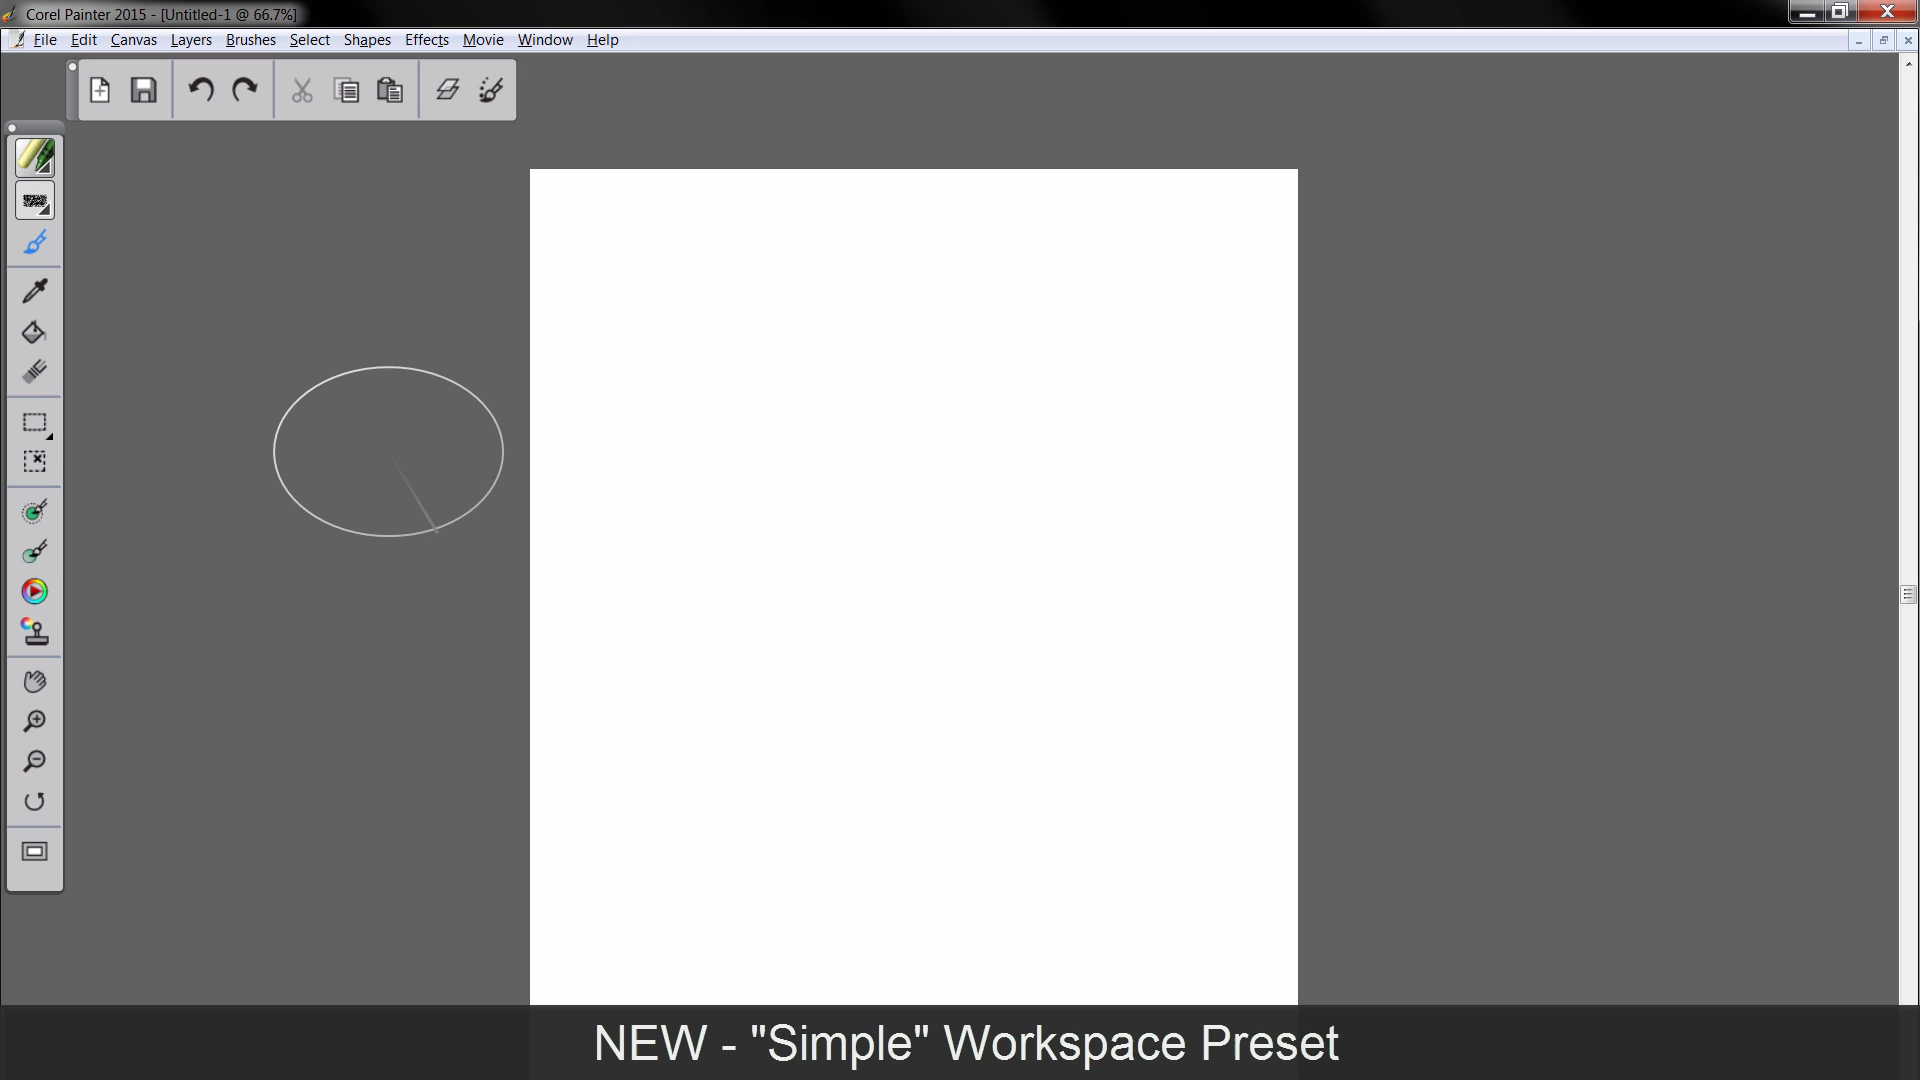 Corel Painter 2015 - [Untitled-1 @ 66.7%]
File Edit Canvas Layers Brushes Select Shapes Effects Movie Window Help
NEW - "Simple" Workspace Preset